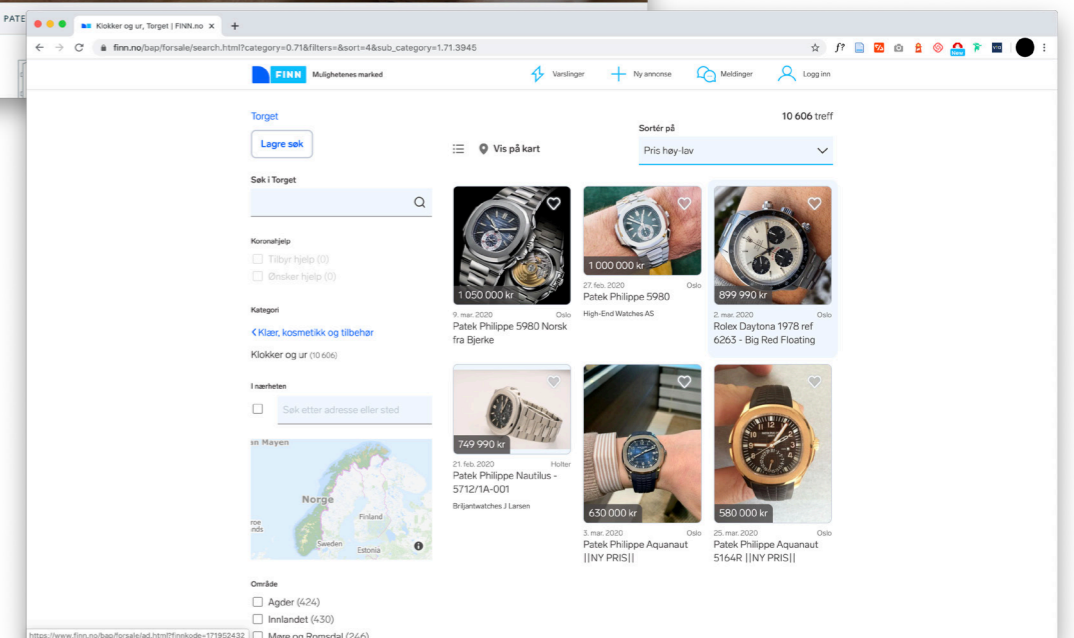 PATE
Klokker og ur, Torget | FINN.no
finn.no/bap/forsale/search.html?category=0.71&filters=&sort=4&sub_category=1.71.3945
FINN Mulighetenes marked
Varslinger
Ny annonse
Meldinger
Logg inn
Torget
10 606 treff
Lagre søk
Vis på kart
Sortér på
Pris høy-lav
Søk i Torget
Koronahjelp
Tilbyr hjelp (0)
Ønsker hjelp (0)
Kategori
Klær, kosmetikk og tilbehør
Klokker og ur (10 606)
I nærheten
Søk etter adresse eller sted
an Mayen
Norge
Finland
Sweden
Estonia
roe
nds
Område
Agder (424)
Innlandet (430)
Møre og Romsdal (246)
1 050 000 kr
9. mar. 2020 Oslo
Patek Philippe 5980 Norsk
fra Bjerke
1 000 000 kr
27. feb. 2020 Oslo
Patek Philippe 5980
High-End Watches AS
899 990 kr
2. mar. 2020 Oslo
Rolex Daytona 1978 ref
6263 - Big Red Floating
749 990 kr
21. feb. 2020 Holter
Patek Philippe Nautilus -
5712/1A-001
Briljantwatches J Larsen
630 000 kr
3. mar. 2020 Oslo
Patek Philippe Aquanaut
||NY PRIS||
580 000 kr
25. mar. 2020 Oslo
Patek Philippe Aquanaut
5164R ||NY PRIS||
https://www.finn.no/bap/forsale/ad.html?finnkode=171952432